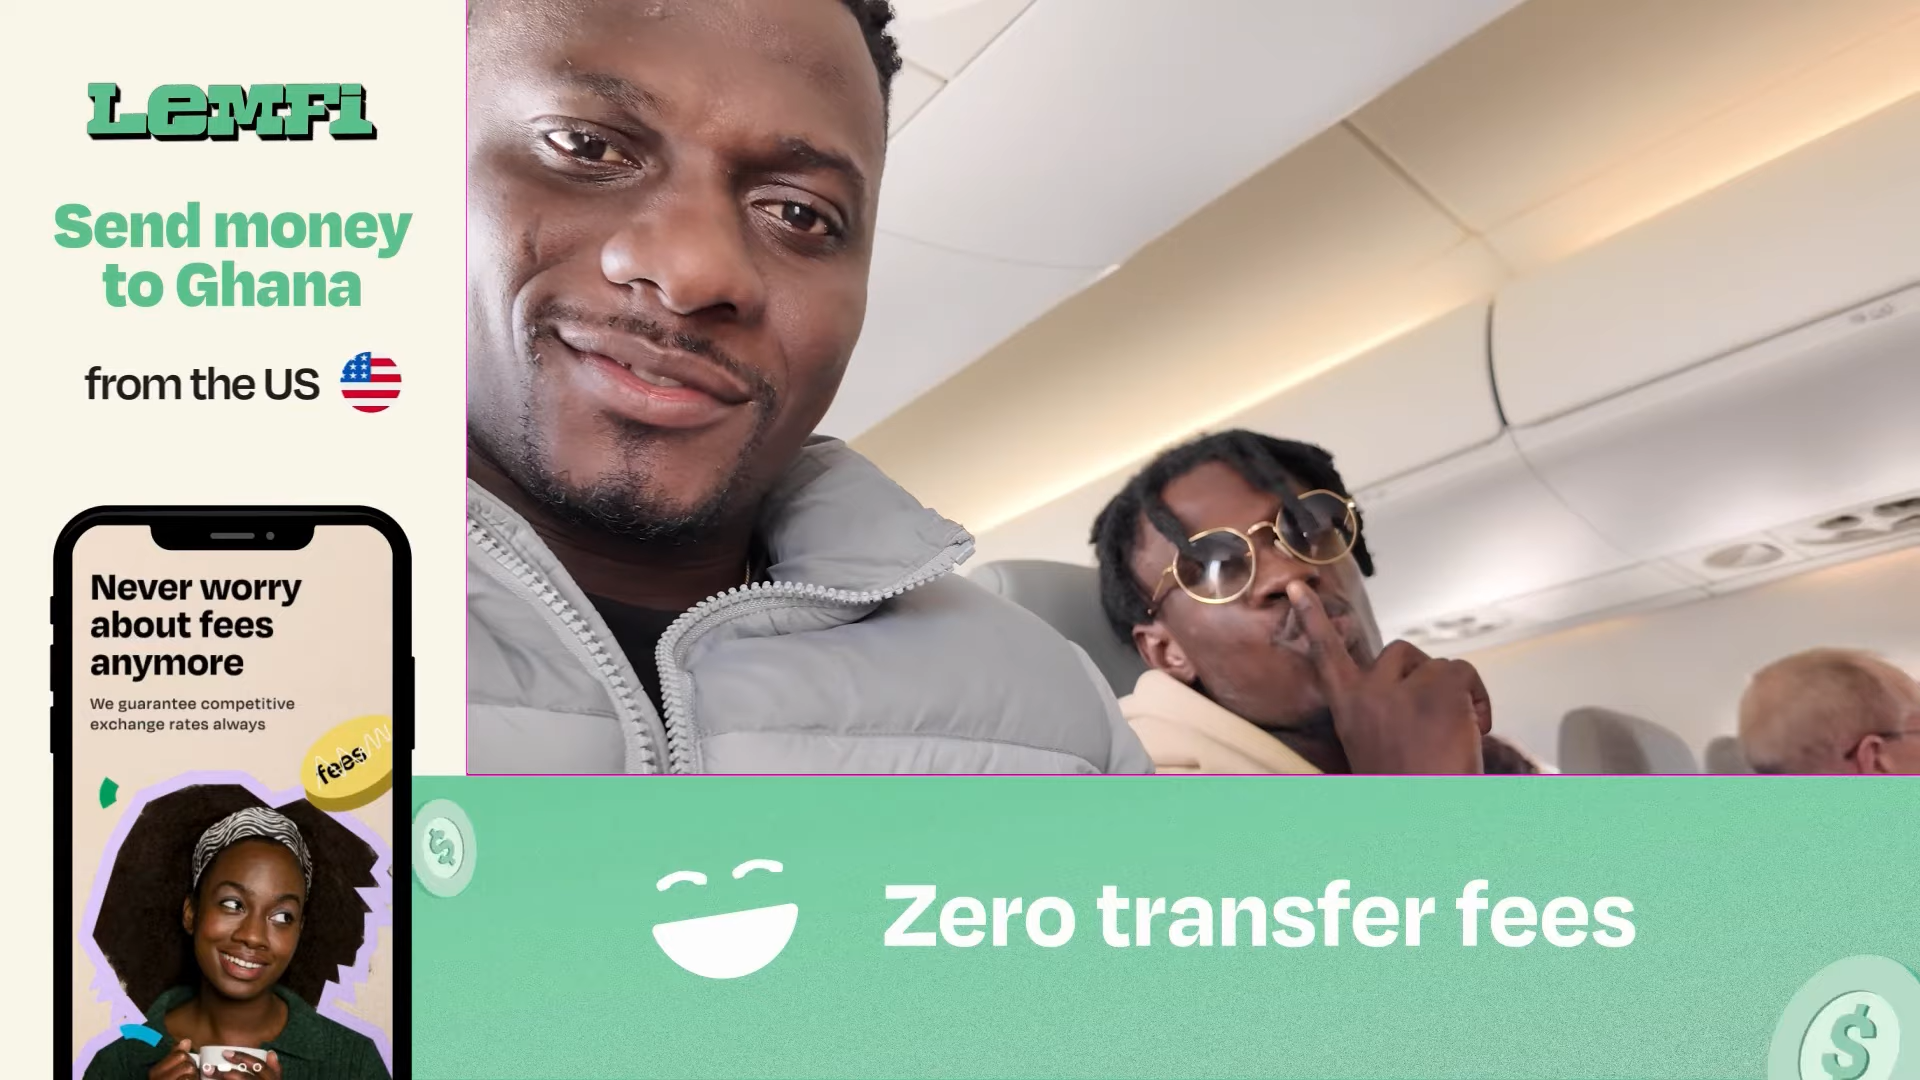 LemFi
Send money
to Ghana
from the US
Never worry
about fees
anymore
We guarantee competitive
exchange rates always
fees
$
Zero transfer fees
$